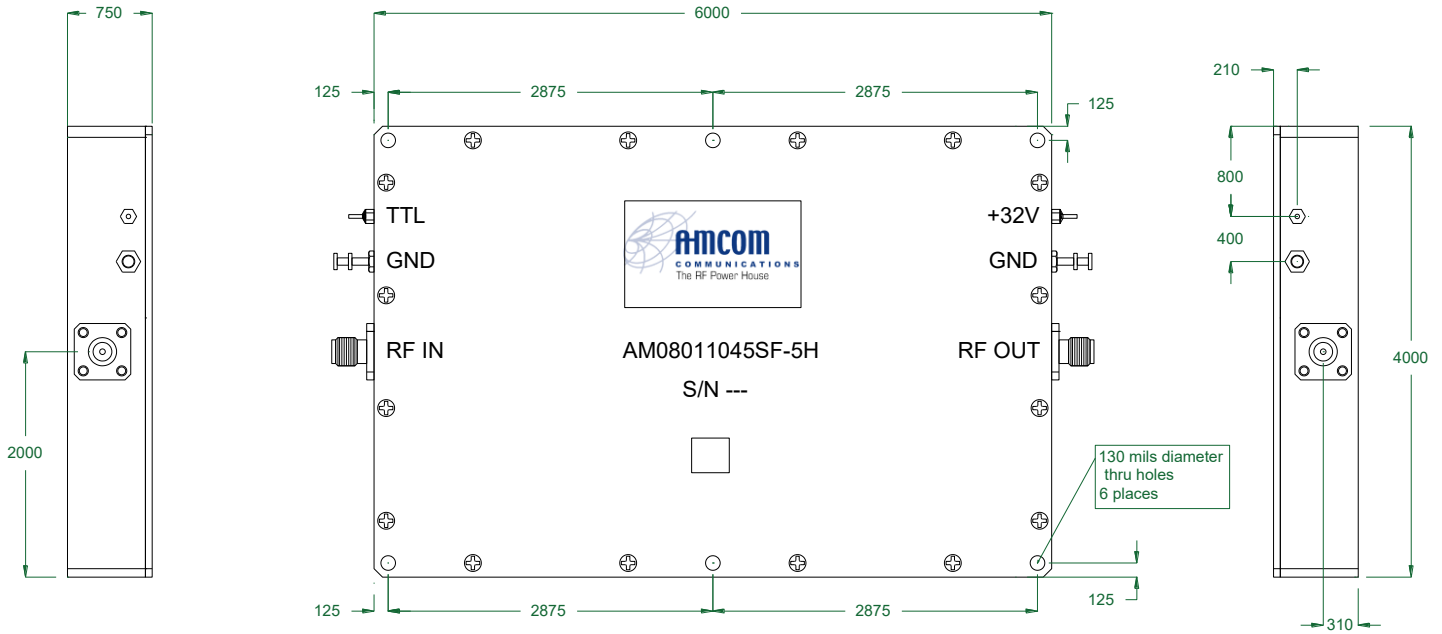 750
6000
125
2875
2875
125
210
800
400
TTL
+32V
GND
GND
AMCOM
COMMUNICATIONS
The RF Power House
RF IN
AM08011045SF-5H
RF OUT
S/N ---
2000
4000
130 mils diameter
thru holes
6 places
125
2875
2875
125
310